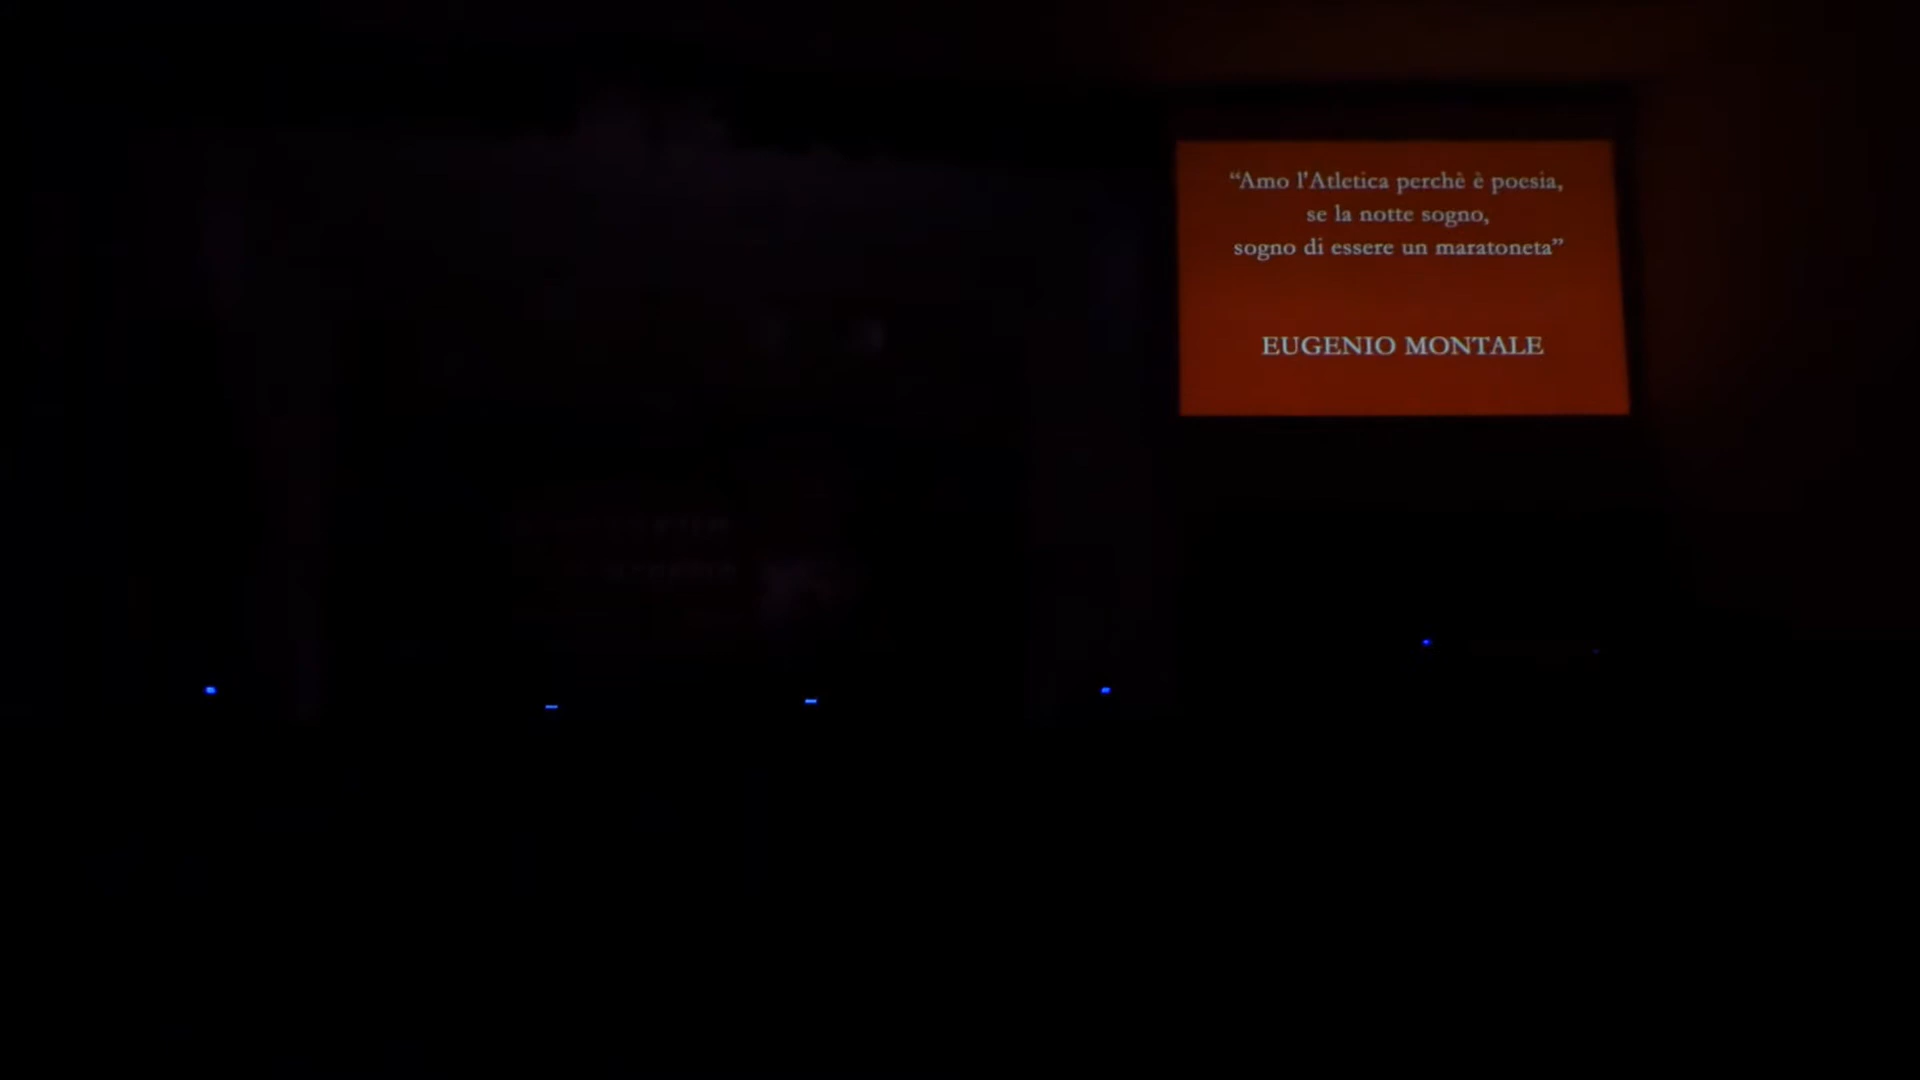 “Amo l'Atletica perchè è poesia,
se la notte sogno,
sogno di essere un maratoneta”
EUGENIO MONTALE